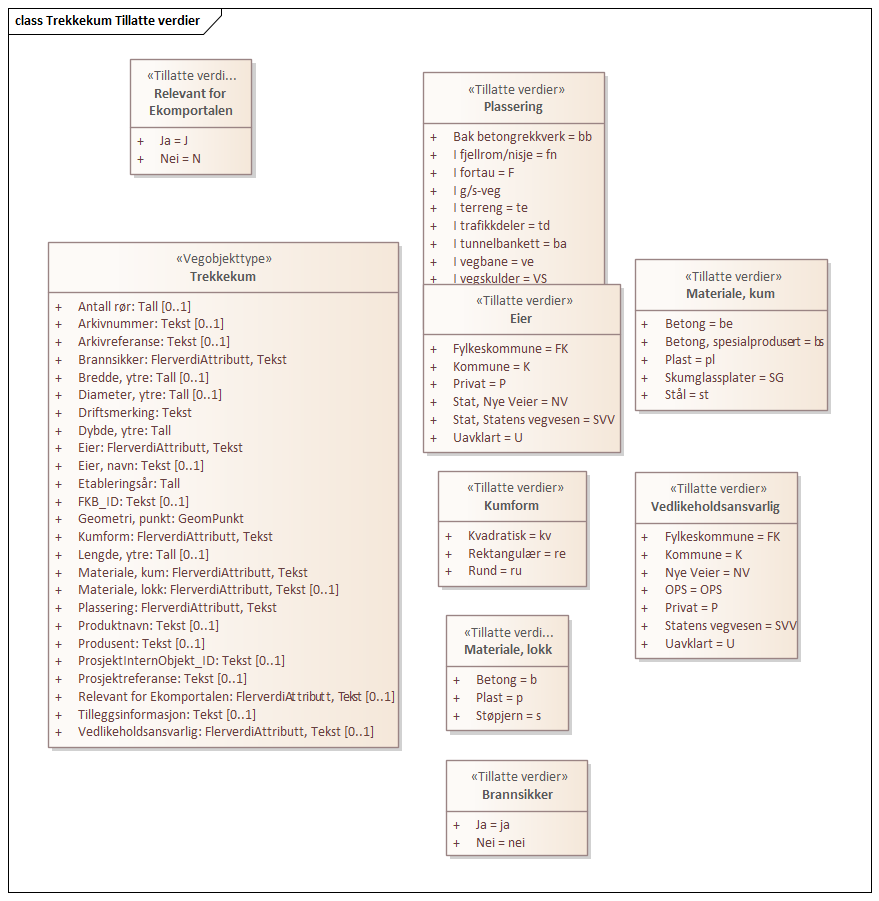 class Trekkekum Tillatte verdier
«Tillatte verdi...
Relevant for
Ekomportalen
+ Ja = J
+ Nei = N
«Tillatte verdier»
Plassering
+ Bak betongrekkverk = bb
+ I fjellrom/nisje = fn
+ I fortau = F
+ I g/s-veg
+ I terreng = te
+ I trafikkdeler = td
+ I tunnelbankett = ba
+ I vegbane = ve
+ I vegskulder = VS
«Vegobjekttype»
Trekkekum
+ Antall rør: Tall [0..1]
+ Arkivnummer: Tekst [0..1]
+ Arkivreferanse: Tekst [0..1]
+ Brannsikker: FlerverdiAttributt, Tekst
+ Bredde, ytre: Tall [0..1]
+ Diameter, ytre: Tall [0..1]
+ Driftsmerking: Tekst
+ Dybde, ytre: Tall
+ Eier: FlerverdiAttributt, Tekst
+ Eier, navn: Tekst [0..1]
+ Etableringsår: Tall
+ FKB_ID: Tekst [0..1]
+ Geometri, punkt: GeomPunkt
+ Kumform: FlerverdiAttributt, Tekst
+ Lengde, ytre: Tall [0..1]
+ Materiale, kum: FlerverdiAttributt, Tekst
+ Materiale, lokk: FlerverdiAttributt, Tekst [0..1]
+ Plassering: FlerverdiAttributt, Tekst
+ Produktnavn: Tekst [0..1]
+ Produsent: Tekst [0..1]
+ ProsjektInternObjekt_ID: Tekst [0..1]
+ Prosjektreferanse: Tekst [0..1]
+ Relevant for Ekomportalen: FlerverdiAttributt, Tekst [0..1]
+ Tilleggsinformasjon: Tekst [0..1]
+ Vedlikeholdsansvarlig: FlerverdiAttributt, Tekst [0..1]
«Tillatte verdier»
Eier
+ Fylkeskommune = FK
+ Kommune = K
+ Privat = P
+ Stat, Nye Veier = NV
+ Stat, Statens vegvesen = SVV
+ Uavklart = U
«Tillatte verdier»
Materiale, kum
+ Betong = be
+ Betong, spesialprodusert = bs
+ Plast = pl
+ Skumglassplater = SG
+ Stål = st
«Tillatte verdier»
Kumform
+ Kvadratisk = kv
+ Rektangulær = re
+ Rund = ru
«Tillatte verdier»
Vedlikeholdsansvarlig
+ Fylkeskommune = FK
+ Kommune = K
+ Nye Veier = NV
+ OPS = OPS
+ Privat = P
+ Statens vegvesen = SVV
+ Uavklart = U
«Tillatte verdi...
Materiale, lokk
+ Betong = b
+ Plast = p
+ Støpjern = s
«Tillatte verdier»
Brannsikker
+ Ja = ja
+ Nei = nei